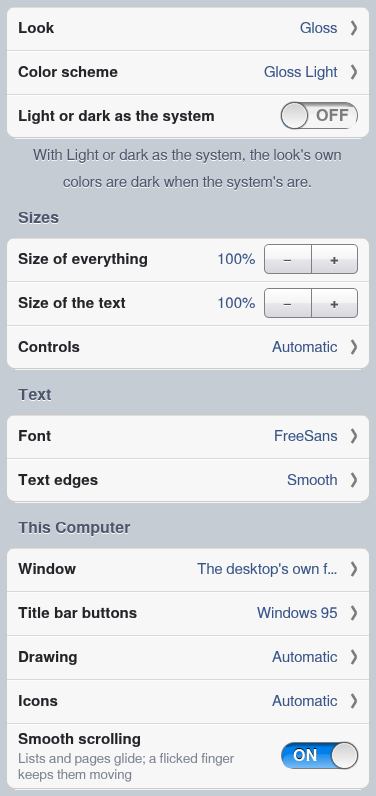 Look Gloss
Color scheme Gloss Light
Light or dark as the system OFF
With Light or dark as the system, the look's own
colors are dark when the system's are.
Sizes
Size of everything 100% − +
Size of the text 100% − +
Controls Automatic
Text
Font FreeSans
Text edges Smooth
This Computer
Window The desktop's own f...
Title bar buttons Windows 95
Drawing Automatic
Icons Automatic
Smooth scrolling
Lists and pages glide; a flicked finger
keeps them moving
ON